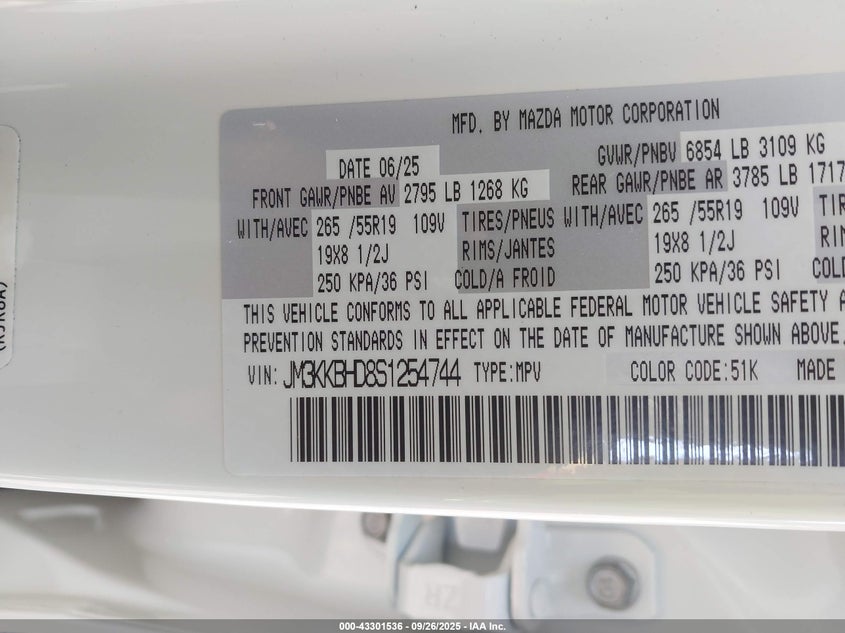 MFD. BY MAZDA MOTOR CORPORATION
DATE 06/25 GVWR/PNBV 6854 LB 3109 KG
FRONT GAWR/PNBE AV 2795 LB 1268 KG REAR GAWR/PNBE AR 3785 LB 1717
WITH/AVEC 265 /55R19 109V TIRES/PNEUS WITH/AVEC 265 /55R19 109V TIR
19X8 1/2J RIMS/JANTES 19X8 1/2J RIM
250 KPA/36 PSI COLD/A FROID 250 KPA/36 PSI COLD
THIS VEHICLE CONFORMS TO ALL APPLICABLE FEDERAL MOTOR VEHICLE SAFETY A
PREVENTION STANDARDS IN EFFECT ON THE DATE OF MANUFACTURE SHOWN ABOVE.
VIN: JM3KKBHD8S1254744 TYPE:MPV COLOR CODE:51K MADE
ZR
000-43301536 - 09/26/2025 - IAA Inc.